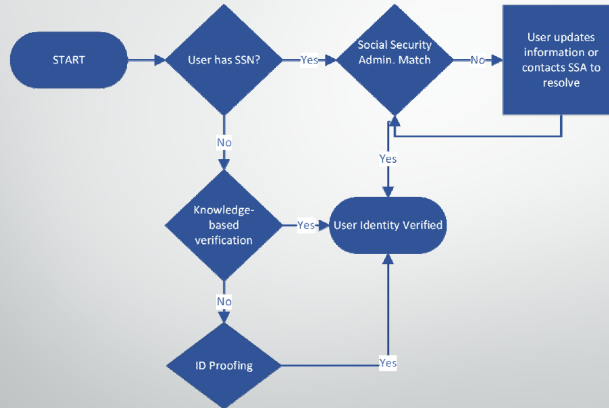 START
User has SSN?
Yes
Social Security
Admin. Match
No
User updates
information or
contacts SSA to
resolve
No
Yes
Knowledge-
based
verification
Yes
User Identity Verified
No
ID Proofing
Yes